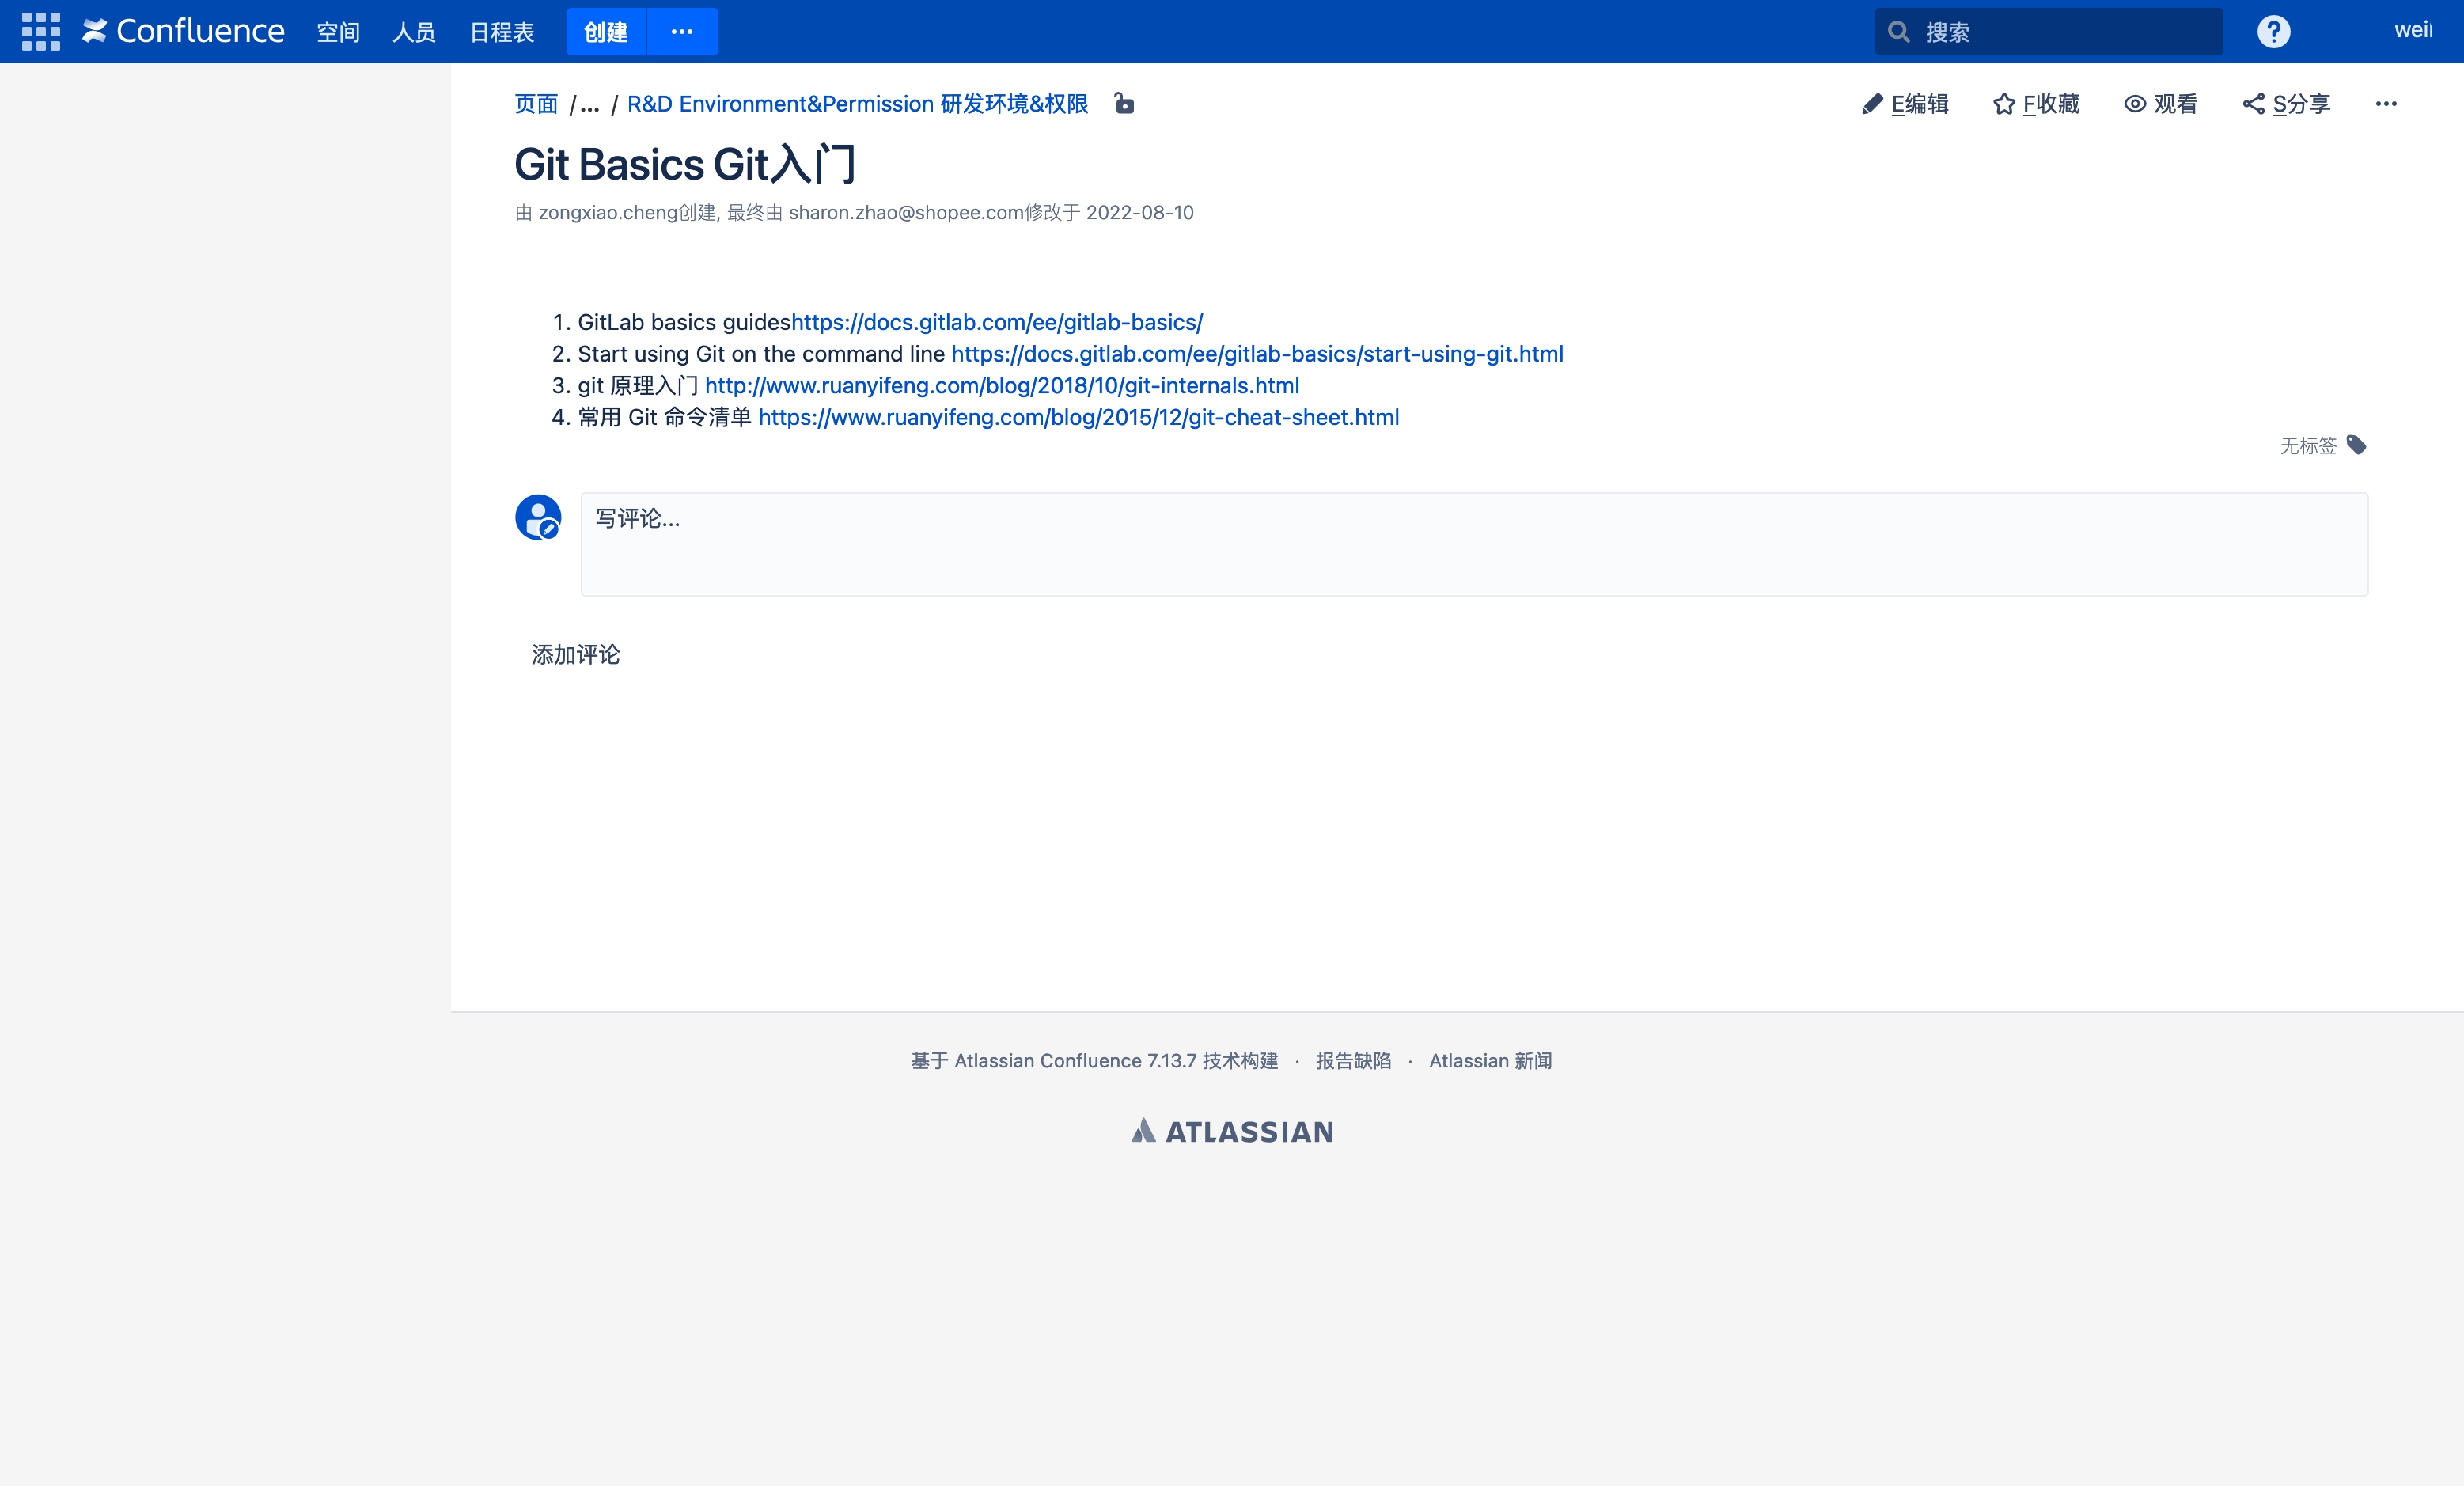 Confluence 空间 人员 日程表 创建 ••• 搜索 ?
页面 /... / R&D Environment&Permission 研发环境&权限 E编辑 F收藏 观看 S分享 •••
Git Basics Git入门
由 zongxiao.cheng创建, 最终由 sharon.zhao@shopee.com修改于 2022-08-10
1. GitLab basics guideshttps://docs.gitlab.com/ee/gitlab-basics/
2. Start using Git on the command line https://docs.gitlab.com/ee/gitlab-basics/start-using-git.html
3. git 原理入门 http://www.ruanyifeng.com/blog/2018/10/git-internals.html
4. 常用 Git 命令清单 https://www.ruanyifeng.com/blog/2015/12/git-cheat-sheet.html
无标签
写评论...
添加评论
基于 Atlassian Confluence 7.13.7 技术构建 · 报告缺陷 · Atlassian 新闻
ATLASSIAN